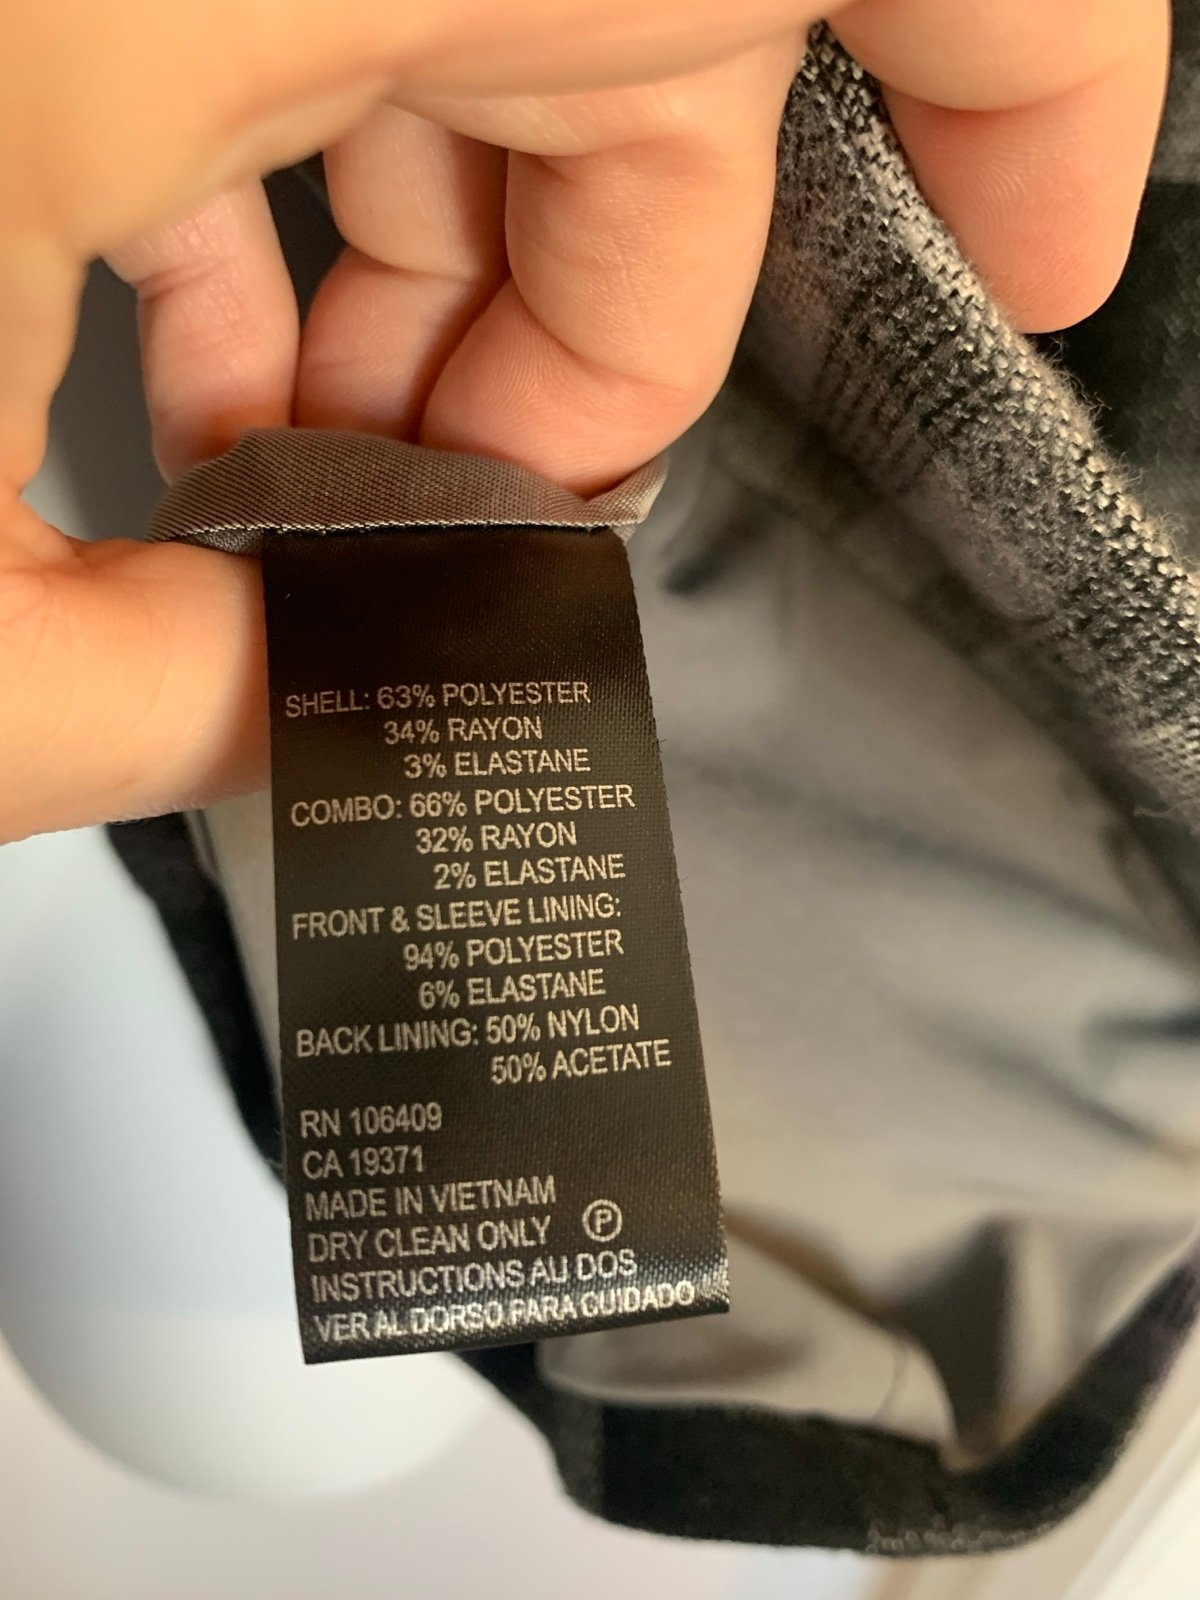 SHELL: 63% POLYESTER
34% RAYON
3% ELASTANE
COMBO: 66% POLYESTER
32% RAYON
2% ELASTANE
FRONT & SLEEVE LINING:
94% POLYESTER
6% ELASTANE
BACK LINING: 50% NYLON
50% ACETATE
RN 106409
CA 19371
MADE IN VIETNAM
DRY CLEAN ONLY Ⓟ
INSTRUCTIONS AU DOS
VER AL DORSO PARA CUIDADO